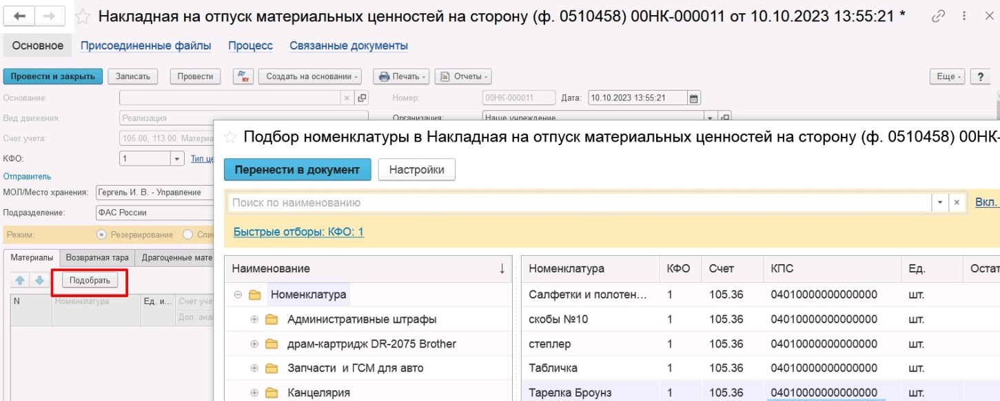 Накладная на отпуск материальных ценностей на сторону (ф. 0510458) 00НК-000011 от 10.10.2023 13:55:21 *
Основное Присоединенные файлы Процесс Связанные документы
Провести и закрыть Записать Провести Дт Кт Создать на основании Печать Отчеты Еще ?
Основание: Номер: 00НК-000011 Дата: 10.10.2023 13:55:21
Вид движения: Реализация Организация: Наше учреждение
Счет учета: 105.00, 113.00. Материа
КФО: 1 Тип це
Отправитель
МОЛ/Место хранения: Гергель И. В. - Управление
Подразделение: ФАС России
Режим: Резервирование Спи
Материалы Возвратная тара Драгоценные мате
Подобрать
N Номенклатура Ед. и... Счет уче
Доп. ана
Подбор номенклатуры в Накладная на отпуск материальных ценностей на сторону (ф. 0510458) 00НК-
Перенести в документ Настройки
Поиск по наименованию Вкл.
Быстрые отборы: КФО: 1
Наименование ↓ Номенклатура КФО Счет КПС Ед. Остат
Номенклатура Салфетки и полотен... 1 105.36 04010000000000000 шт.
Административные штрафы скобы №10 1 105.36 04010000000000000 шт.
драм-картридж DR-2075 Brother степлер 1 105.36 04010000000000000 шт.
Запчасти и ГСМ для авто Табличка 1 105.36 04010000000000000 шт.
Канцелярия Тарелка Броунз 1 105.36 04010000000000000 шт.